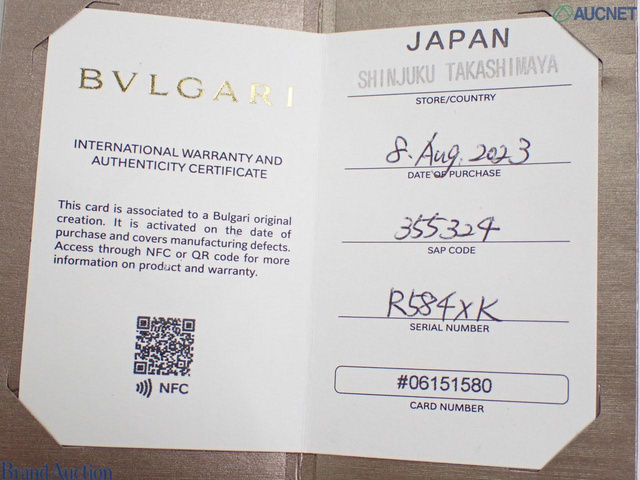 AUCNET
BVLGARI
INTERNATIONAL WARRANTY AND
AUTHENTICITY CERTIFICATE
This card is associated to a Bulgari original
creation. It is activated on the date of
purchase and covers manufacturing defects.
Access through NFC or QR code for more
information on product and warranty.
NFC
JAPAN
SHINJUKU TAKASHIMAYA
STORE/COUNTRY
8. Aug. 2023
DATE OF PURCHASE
355324
SAP CODE
R584XK
SERIAL NUMBER
#06151580
CARD NUMBER
Brand Auction